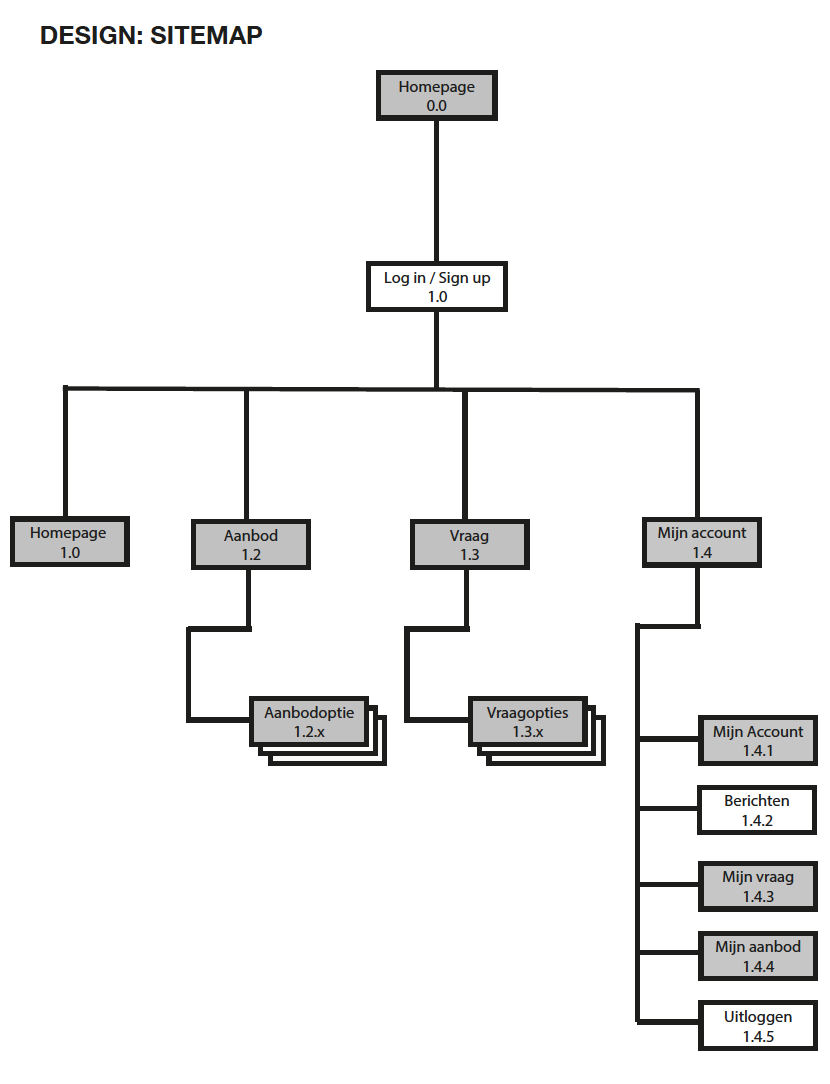 DESIGN: SITEMAP
Homepage
0.0
Log in / Sign up
1.0
Homepage
1.0
Aanbod
1.2
Vraag
1.3
Mijn account
1.4
Aanbodoptie
1.2.x
Vraagopties
1.3.x
Mijn Account
1.4.1
Berichten
1.4.2
Mijn vraag
1.4.3
Mijn aanbod
1.4.4
Uitloggen
1.4.5